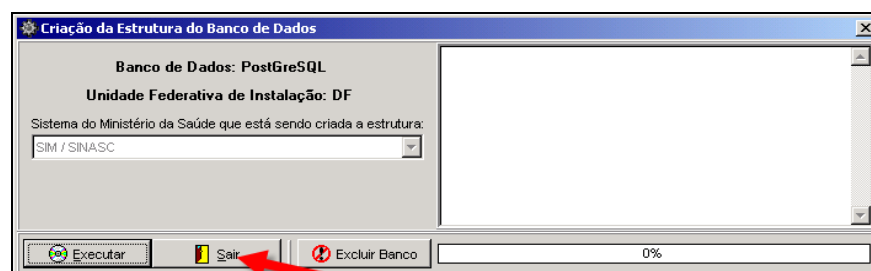 Criação da Estrutura do Banco de Dados
Banco de Dados: PostGreSQL
Unidade Federativa de Instalação: DF
Sistema do Ministério da Saúde que está sendo criada a estrutura:
SIM / SINASC
Executar Sair Excluir Banco 0%